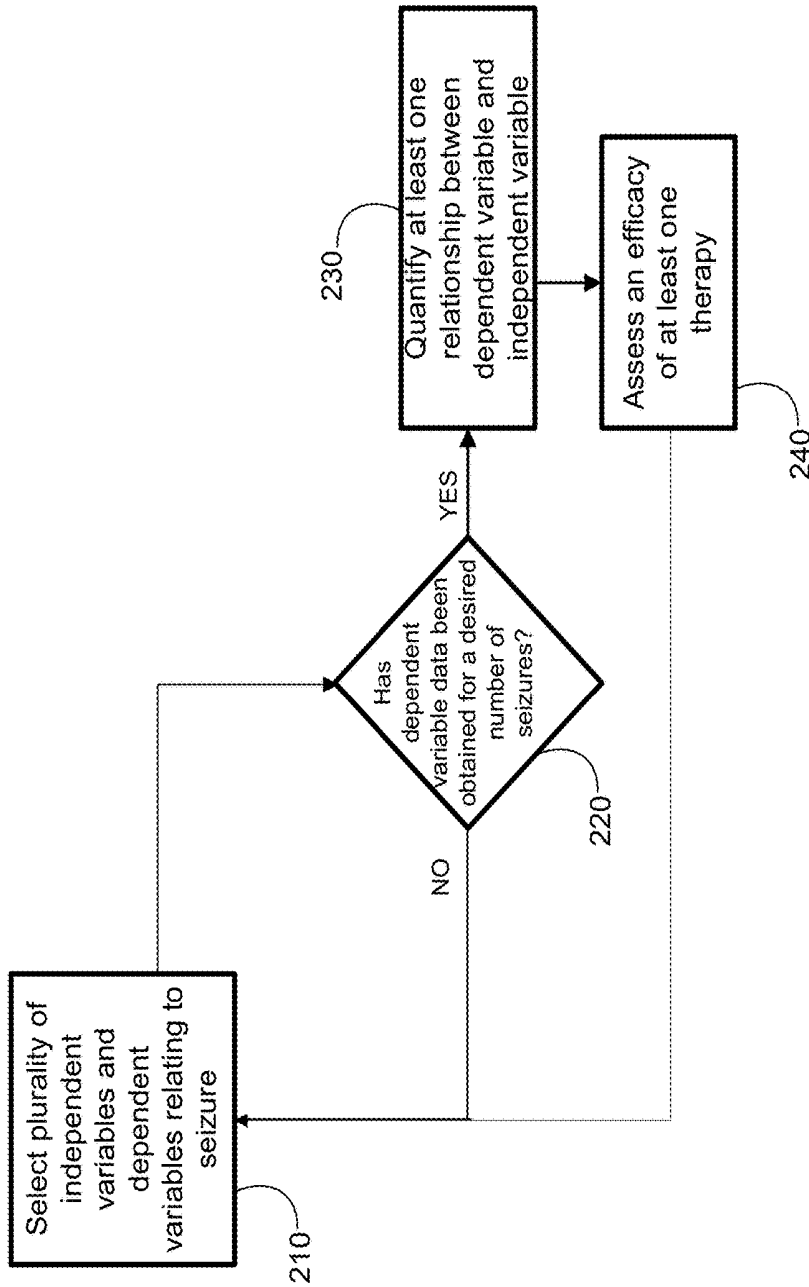 Select plurality of
independent
variables and
dependent
variables relating to
seizure
210
Has
dependent
variable data been
obtained for a desired
number of
seizures?
220
NO
YES
Quantify at least one
relationship between
dependent variable and
independent variable
230
Assess an efficacy
of at least one
therapy
240